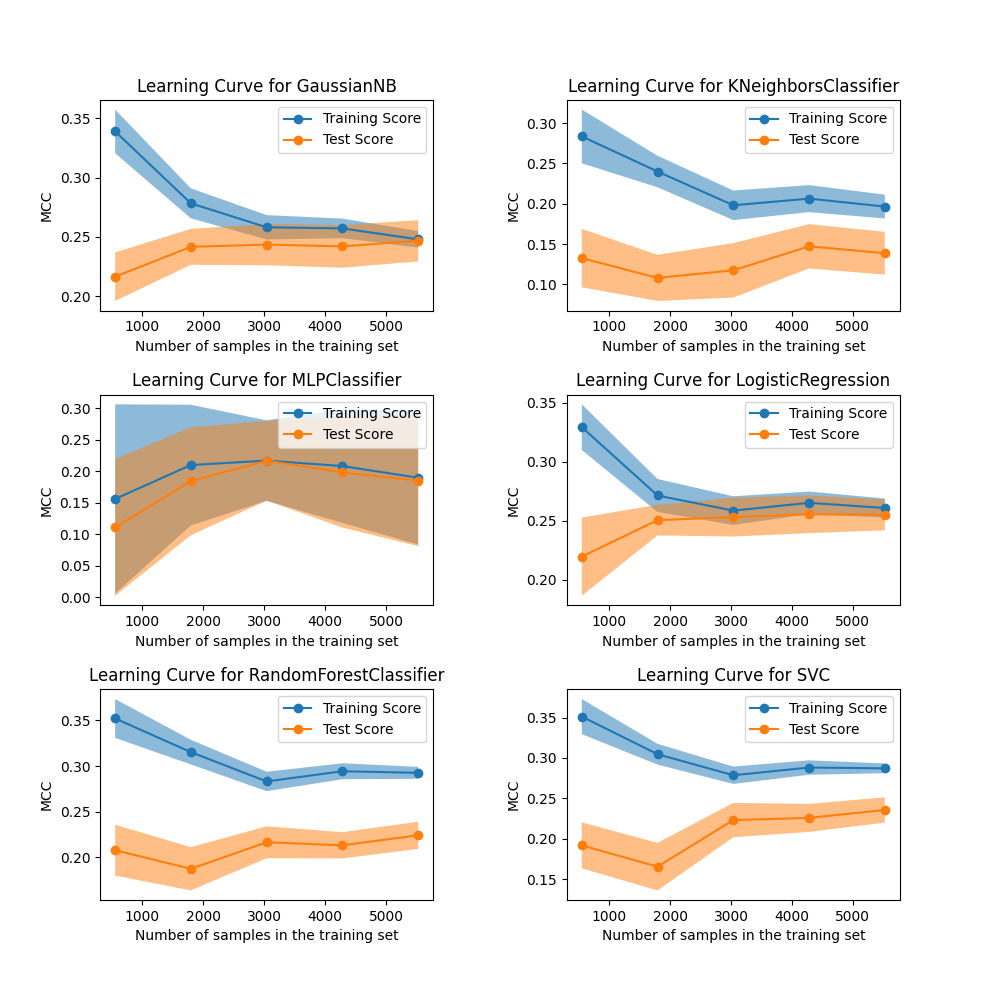 Learning Curve for GaussianNB
MCC
0.35
0.30
0.25
0.20
Training Score
Test Score
1000 2000 3000 4000 5000
Number of samples in the training set
Learning Curve for KNeighborsClassifier
MCC
0.30
0.25
0.20
0.15
0.10
Training Score
Test Score
1000 2000 3000 4000 5000
Number of samples in the training set
Learning Curve for MLPClassifier
MCC
0.30
0.25
0.20
0.15
0.10
0.05
0.00
Training Score
Test Score
1000 2000 3000 4000 5000
Number of samples in the training set
Learning Curve for LogisticRegression
MCC
0.35
0.30
0.25
0.20
Training Score
Test Score
1000 2000 3000 4000 5000
Number of samples in the training set
Learning Curve for RandomForestClassifier
MCC
0.35
0.30
0.25
0.20
Training Score
Test Score
1000 2000 3000 4000 5000
Number of samples in the training set
Learning Curve for SVC
MCC
0.35
0.30
0.25
0.20
0.15
Training Score
Test Score
1000 2000 3000 4000 5000
Number of samples in the training set